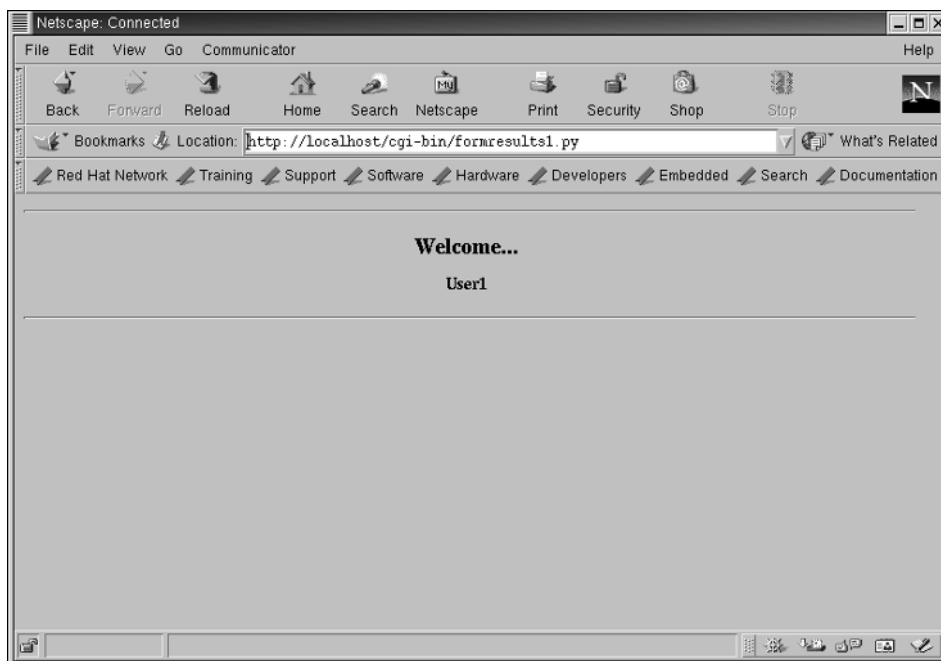 Netscape: Connected
File Edit View Go Communicator Help
Back Forward Reload Home Search Netscape Print Security Shop Stop
My
N
Bookmarks Location: http://localhost/cgi-bin/formresults1.py What's Related
Red Hat Network Training Support Software Hardware Developers Embedded Search Documentation
Welcome...
User1